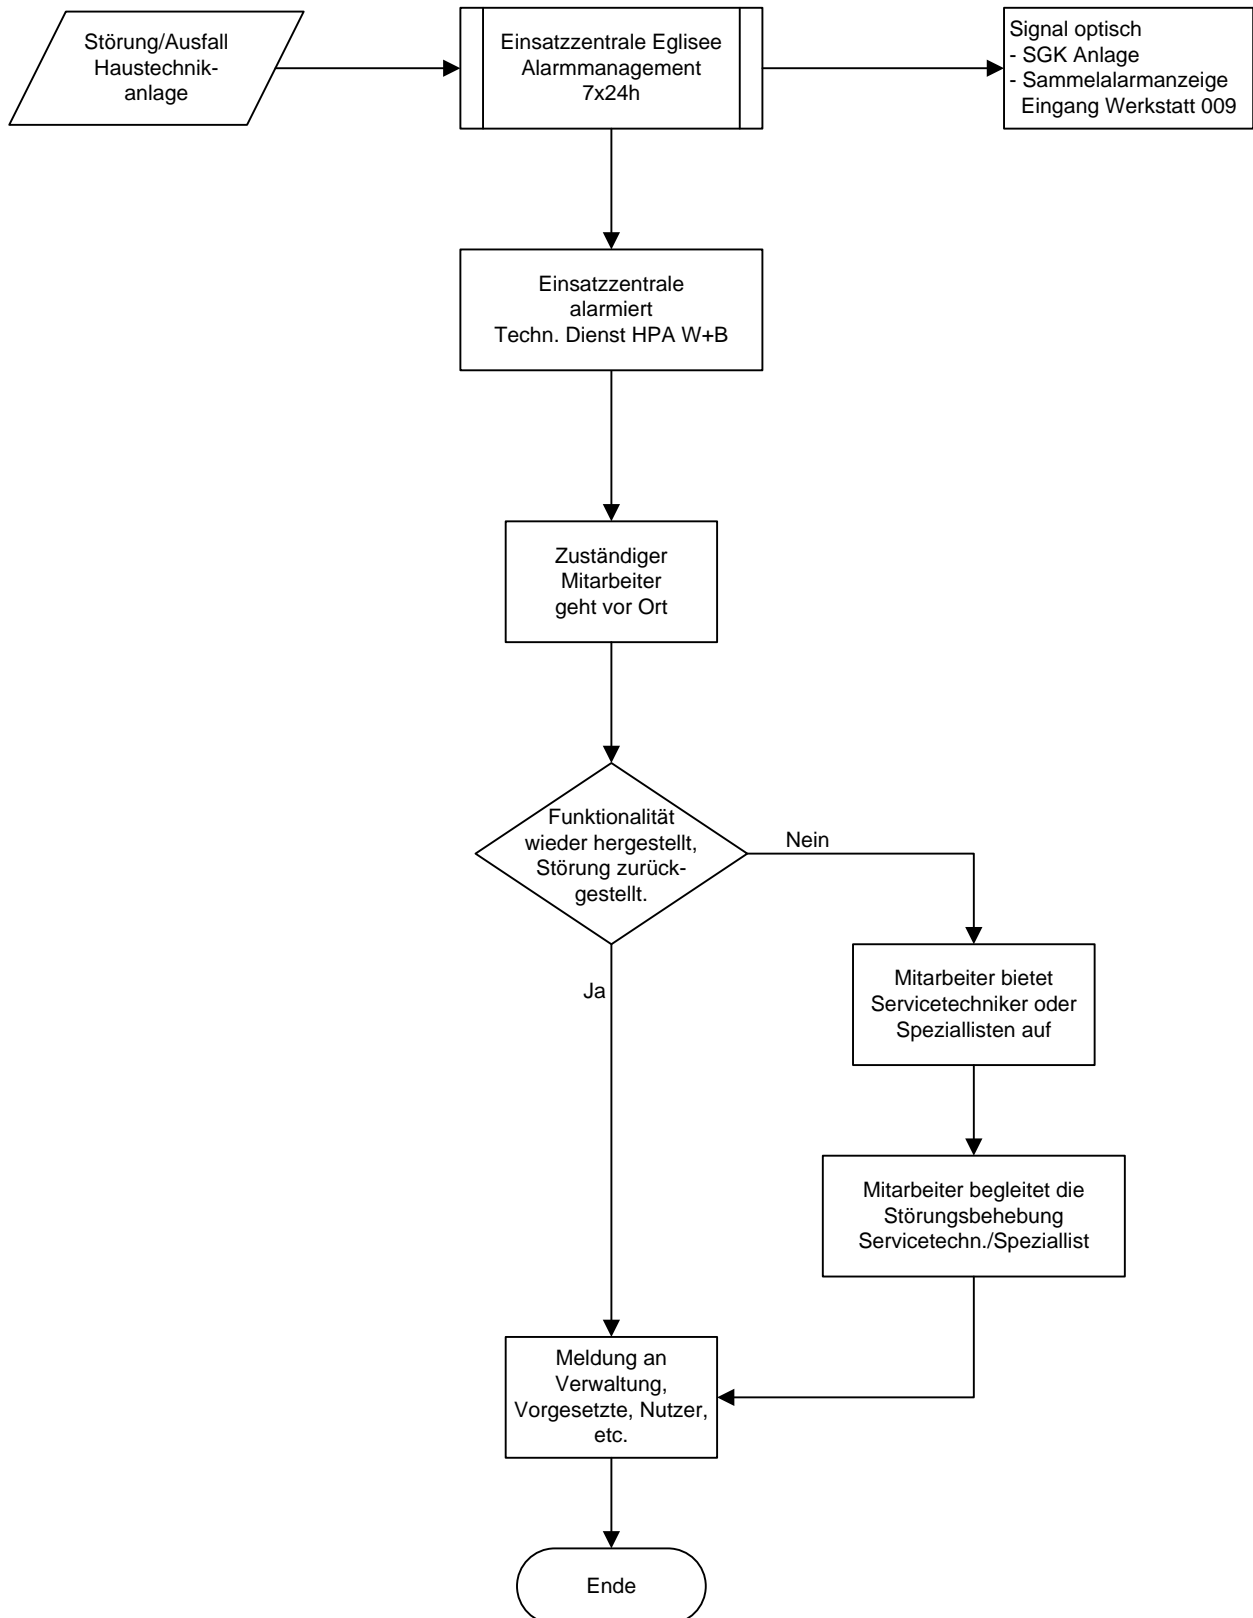 Störung/Ausfall
Haustechnik-
anlage
Einsatzzentrale Eglisee
Alarmmanagement
7x24h
Signal optisch
- SGK Anlage
- Sammelalarmanzeige
Eingang Werkstatt 009
Einsatzzentrale
alarmiert
Techn. Dienst HPA W+B
Zuständiger
Mitarbeiter
geht vor Ort
Funktionalität
wieder hergestellt,
Störung zurück-
gestellt.
Nein
Ja
Mitarbeiter bietet
Servicetechniker oder
Speziallisten auf
Mitarbeiter begleitet die
Störungsbehebung
Servicetechn./Speziallist
Meldung an
Verwaltung,
Vorgesetzte, Nutzer,
etc.
Ende